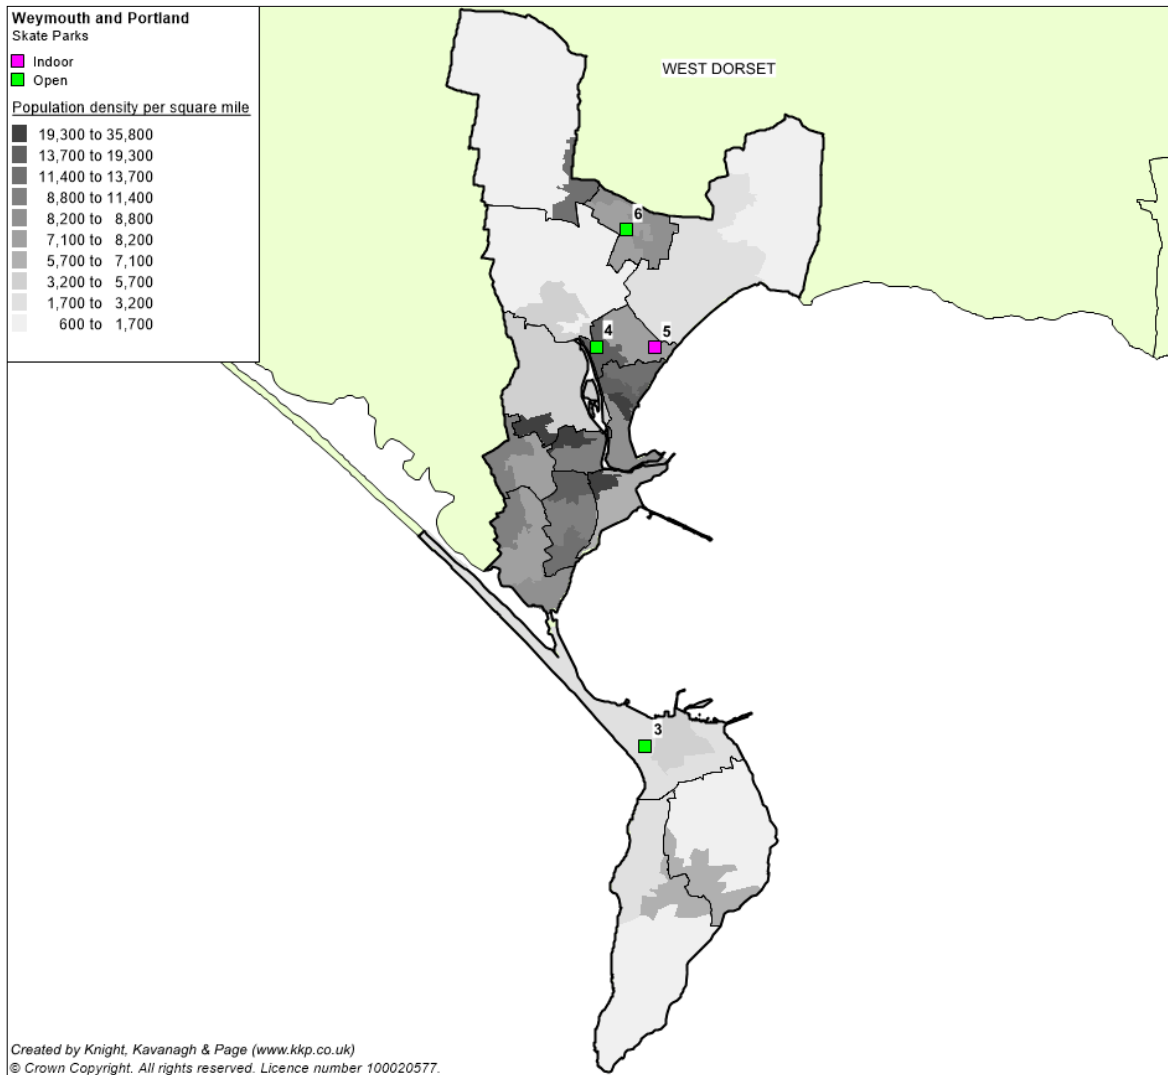 Weymouth and Portland
Skate Parks
Indoor
Open
Population density per square mile
19,300 to 35,800
13,700 to 19,300
11,400 to 13,700
8,800 to 11,400
8,200 to 8,800
7,100 to 8,200
5,700 to 7,100
3,200 to 5,700
1,700 to 3,200
600 to 1,700
WEST DORSET
6
4
5
3
Created by Knight, Kavanagh & Page (www.kkp.co.uk)
© Crown Copyright. All rights reserved. Licence number 100020577.